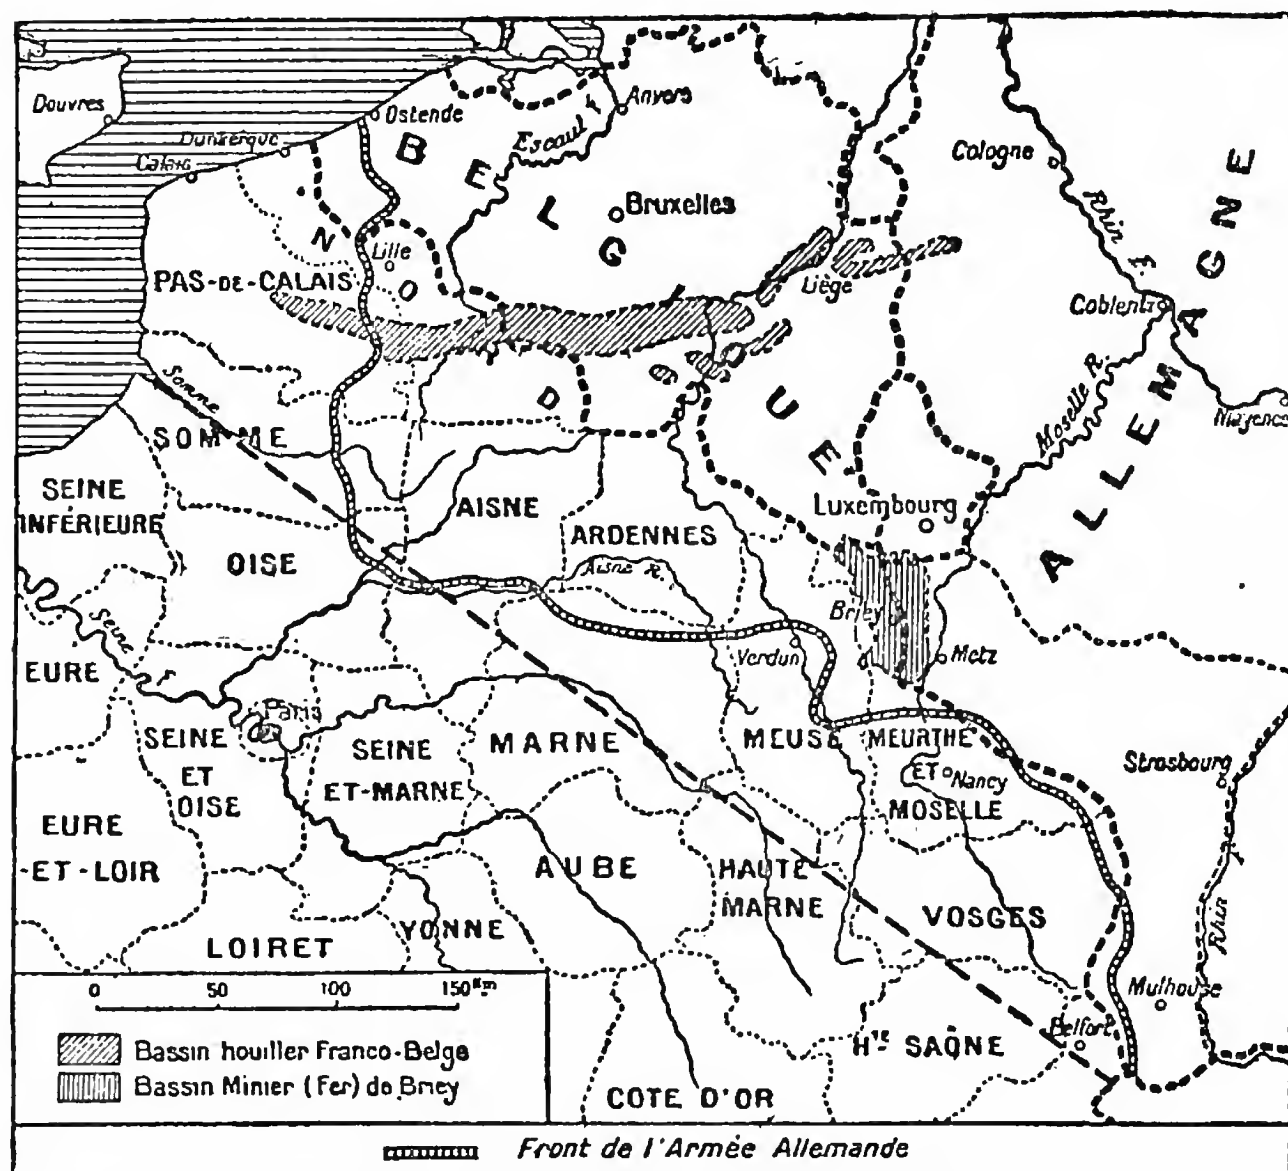 Douvres
Ostende
Anvers
Dunkerque
Calais
Escaut f.
Cologne
BELGIQUE
Bruxelles
Rhin
ALLEMAGNE
NORD
Lille
PAS-DE-CALAIS
Liège
Coblentz
Somme
Moselle R.
Mayence
SOMME
SEINE
INFÉRIEURE
AISNE
Luxembourg
OISE
ARDENNES
Aisne R.
Briey
Seine
EURE
Verdun
Metz
Paris
SEINE
ET
OISE
SEINE
ET-MARNE
MARNE
MEUSE
MEURTHE
ET
Nancy
MOSELLE
Strasbourg
EURE
-ET-LOIR
AUBE
HAUTE
MARNE
VOSGES
Rhin
LOIRET
YONNE
0 50 100 150 Km
Mulhouse
Belfort
Hte SAÔNE
Bassin houiller Franco-Belge
Bassin Minier (Fer) de Briey
COTE D'OR
Front de l'Armée Allemande